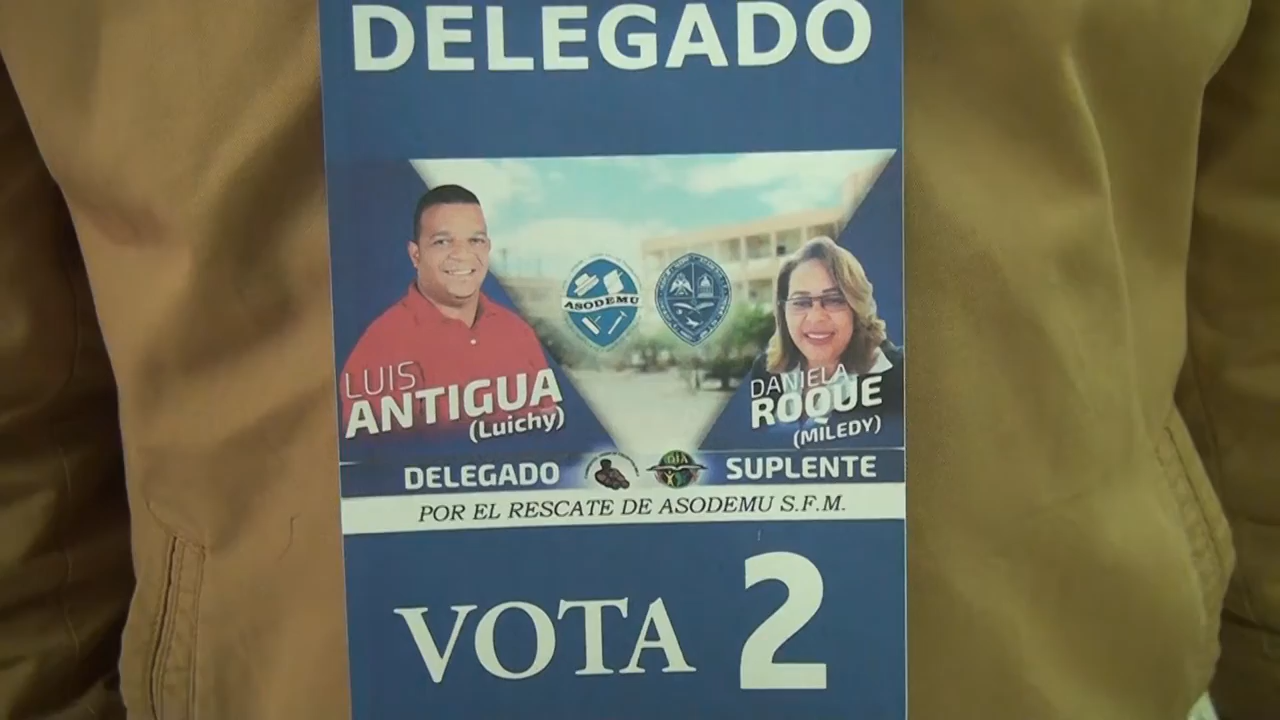 DELEGADO
ASODEMU
LUIS
ANTIGUA
(Luichy)
DANIELA
ROQUE
(MILEDY)
DELEGADO
SUPLENTE
POR EL RESCATE DE ASODEMU S.F.M.
VOTA 2